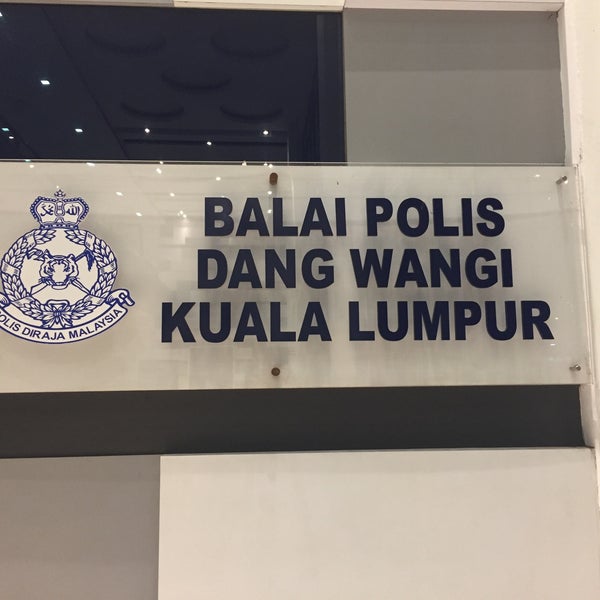 BALAI POLIS
DANG WANGI
KUALA LUMPUR
POLIS DIRAJA MALAYSIA